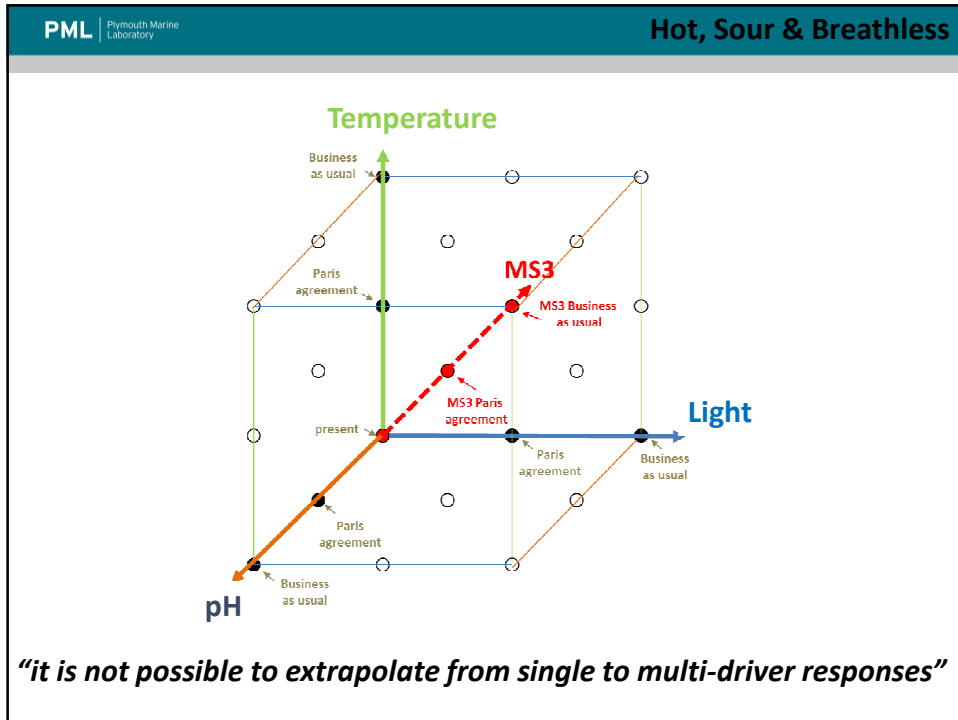 PML
Plymouth Marine
Laboratory
Hot, Sour & Breathless
Temperature
Business
as usual
Paris
agreement
MS3
MS3 Business
as usual
MS3 Paris
agreement
present
Light
Paris
agreement
Business
as usual
Paris
agreement
Business
as usual
pH
“it is not possible to extrapolate from single to multi-driver responses”